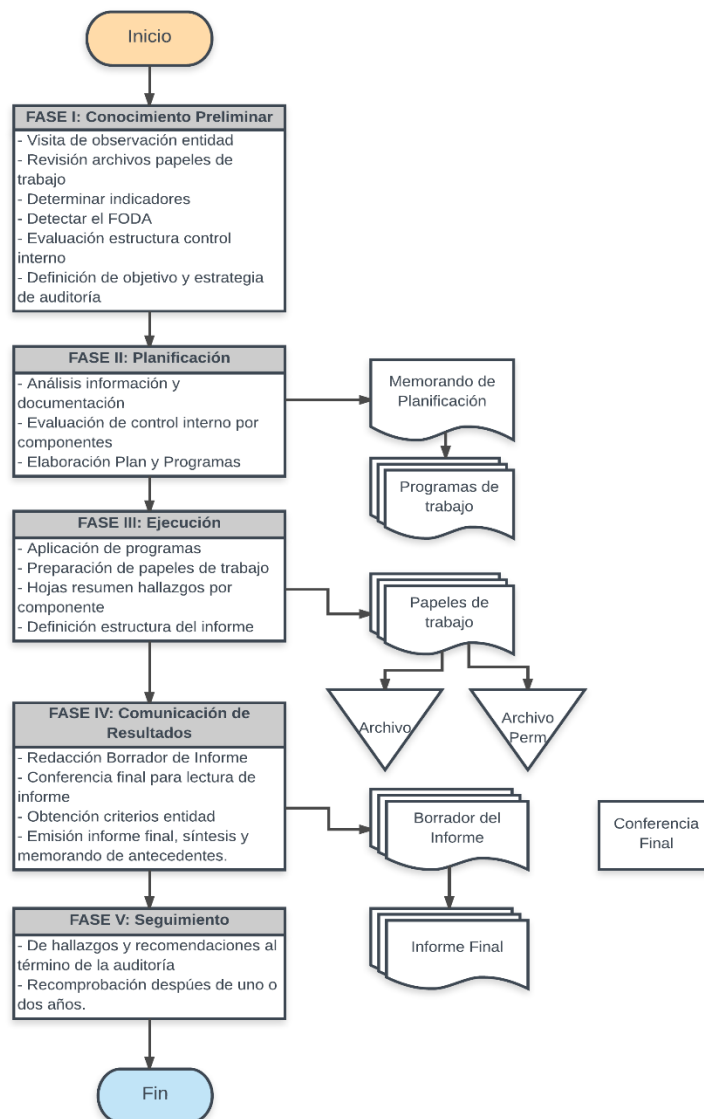 Inicio
FASE I: Conocimiento Preliminar
- Visita de observación entidad
- Revisión archivos papeles de
trabajo
- Determinar indicadores
- Detectar el FODA
- Evaluación estructura control
interno
- Definición de objetivo y estrategia
de auditoría
FASE II: Planificación
- Análisis información y
documentación
- Evaluación de control interno por
componentes
- Elaboración Plan y Programas
Memorando de
Planificación
Programas de
trabajo
FASE III: Ejecución
- Aplicación de programas
- Preparación de papeles de trabajo
- Hojas resumen hallazgos por
componente
- Definición estructura del informe
Papeles de
trabajo
Archivo
Archivo
Perm
FASE IV: Comunicación de
Resultados
- Redacción Borrador de Informe
- Conferencia final para lectura de
informe
- Obtención criterios entidad
- Emisión informe final, síntesis y
memorando de antecedentes.
Borrador del
Informe
Conferencia
Final
FASE V: Seguimiento
- De hallazgos y recomendaciones al
término de la auditoría
- Recomprobación despúes de uno o
dos años.
Informe Final
Fin